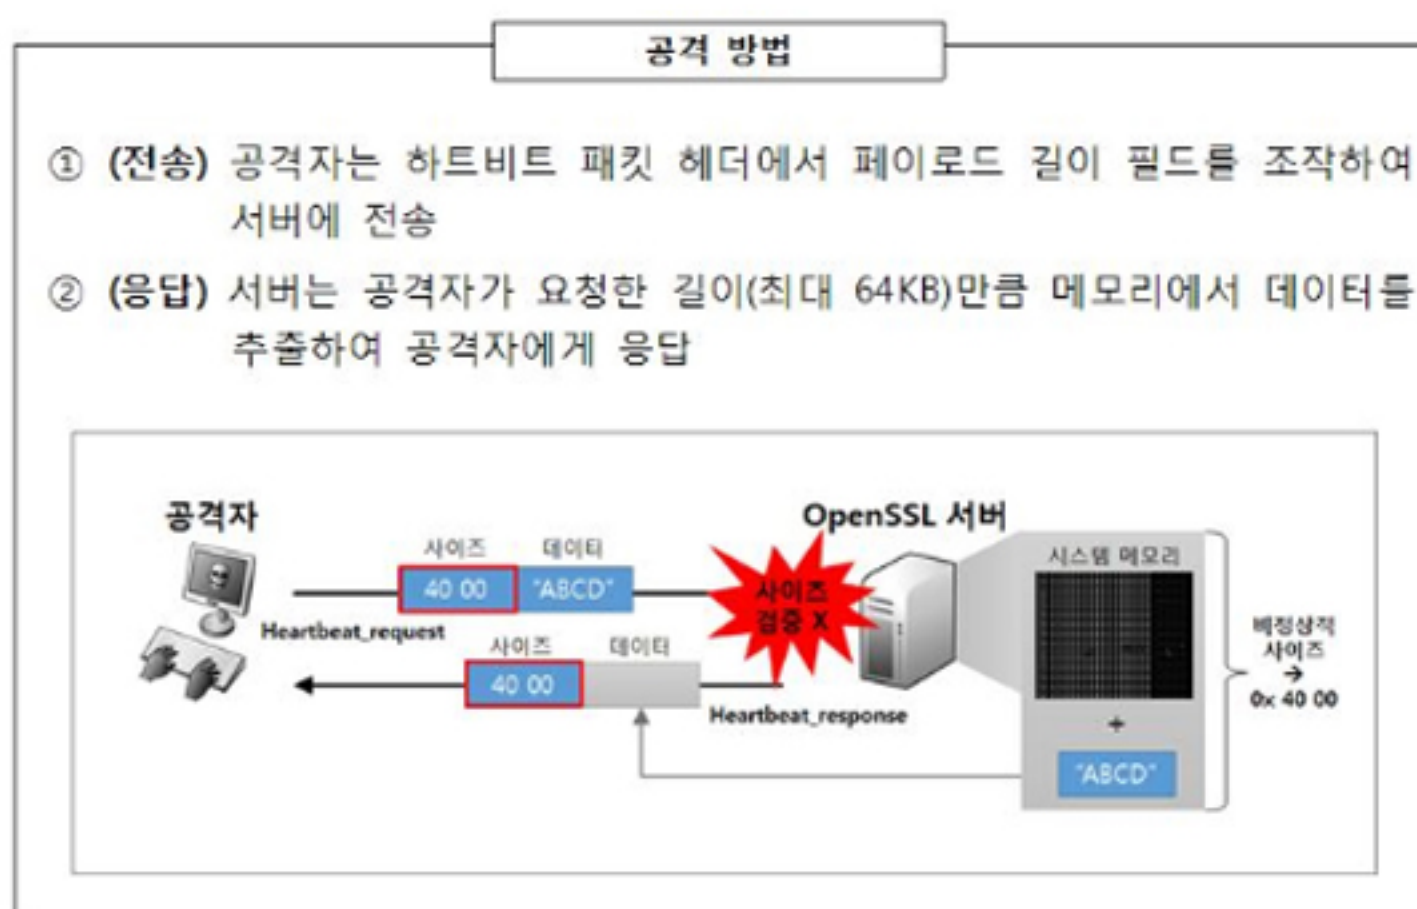 공격 방법
① (전송) 공격자는 하트비트 패킷 헤더에서 페이로드 길이 필드를 조작하여
서버에 전송
② (응답) 서버는 공격자가 요청한 길이(최대 64KB)만큼 메모리에서 데이터를
추출하여 공격자에게 응답
공격자
OpenSSL 서버
사이즈 데이터
시스템 메모리
40 00 "ABCD"
사이즈
검증 X
Heartbeat_request
사이즈 데이터
40 00
Heartbeat_response
비정상적
사이즈
→
0x 40 00
+
"ABCD"